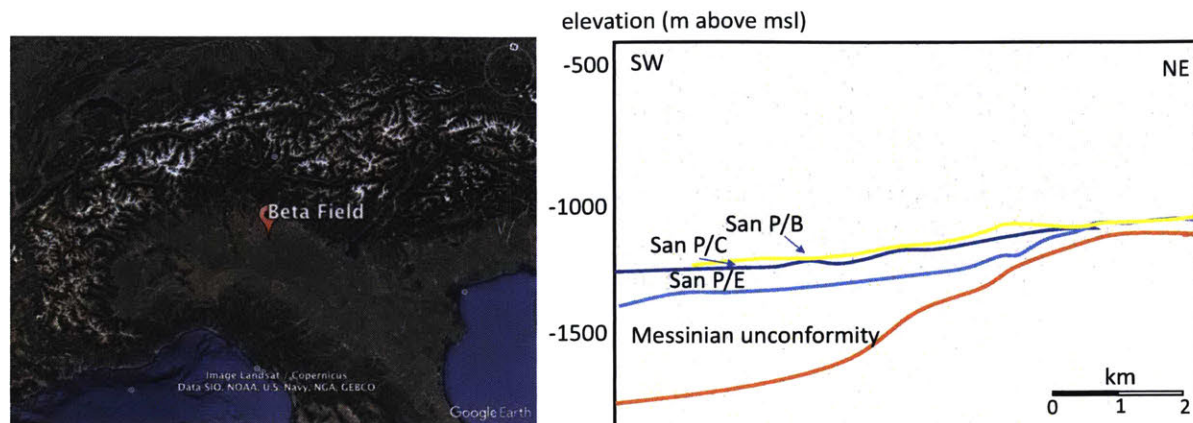 Beta Field
Image Landsat / Copernicus
Data SIO, NOAA, U.S. Navy, NGA, GEBCO
Google Earth
elevation (m above msl)
-500
SW
NE
-1000
San P/B
San P/C
San P/E
-1500
Messinian unconformity
km
0 1 2